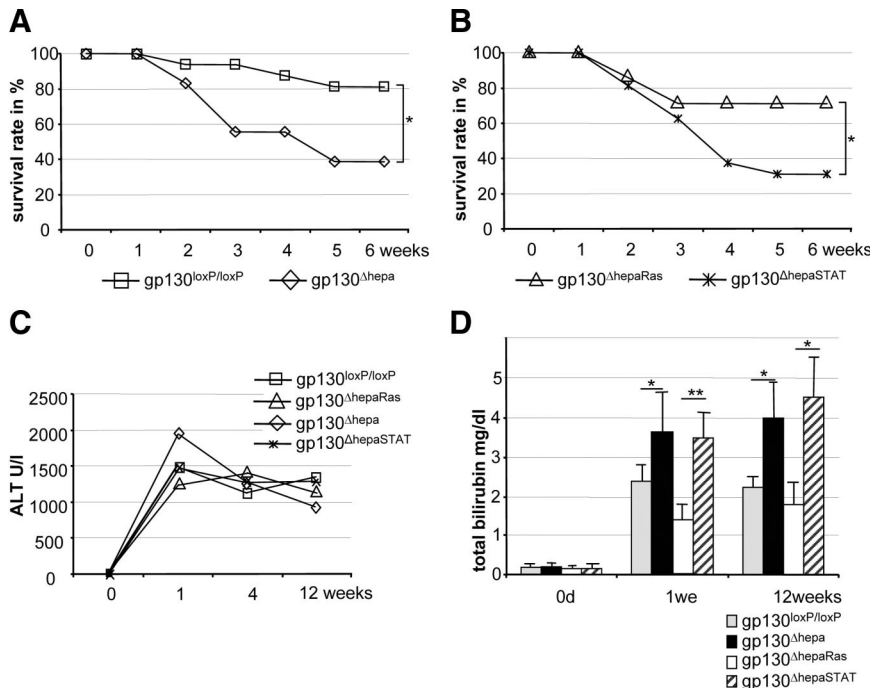 A
survival rate in %
100
80
60
40
20
0
0 1 2 3 4 5 6 weeks
*
gp130loxP/loxP gp130Δhepa
B
survival rate in %
100
80
60
40
20
0
0 1 2 3 4 5 6 weeks
*
gp130ΔhepaRas gp130ΔhepaSTAT
C
ALT U/l
2500
2000
1500
1000
500
0
0 1 4 12 weeks
gp130loxP/loxP
gp130ΔhepaRas
gp130Δhepa
gp130ΔhepaSTAT
D
total bilirubin mg/dl
5
4
3
2
1
0
* ** * *
0d 1we 12weeks
gp130loxP/loxP
gp130Δhepa
gp130ΔhepaRas
gp130ΔhepaSTAT